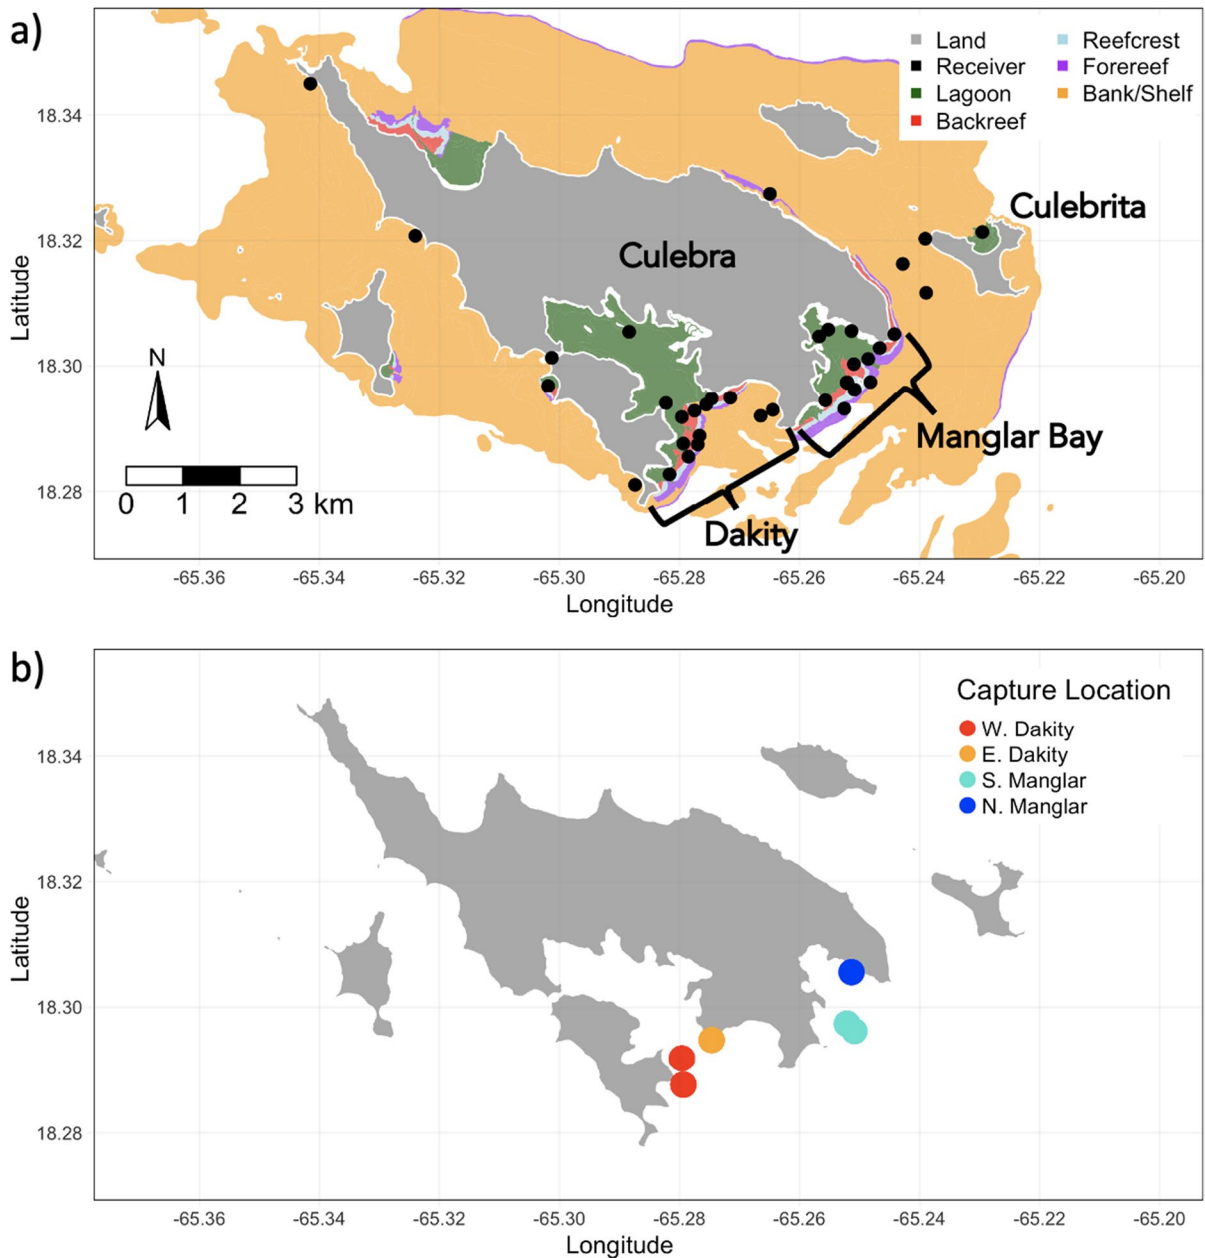 a)
Land
Receiver
Lagoon
Backreef
Reefcrest
Forereef
Bank/Shelf
18.34
18.32
18.30
18.28
Latitude
Culebra
Culebrita
Manglar Bay
Dakity
N
0 1 2 3 km
-65.36 -65.34 -65.32 -65.30 -65.28 -65.26 -65.24 -65.22 -65.20
Longitude
b)
Capture Location
W. Dakity
E. Dakity
S. Manglar
N. Manglar
18.34
18.32
18.30
18.28
Latitude
-65.36 -65.34 -65.32 -65.30 -65.28 -65.26 -65.24 -65.22 -65.20
Longitude